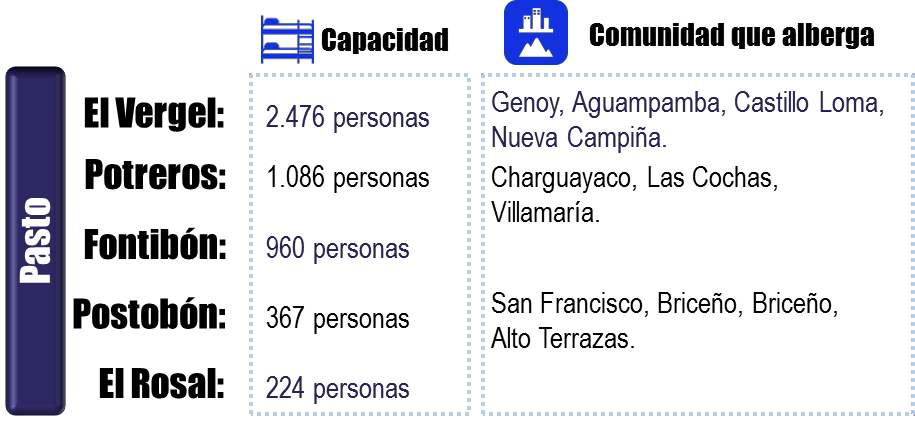 Capacidad
Comunidad que alberga
Pasto
El Vergel:
2.476 personas
Genoy, Aguampamba, Castillo Loma,
Nueva Campiña.
Potreros:
1.086 personas
Charguayaco, Las Cochas,
Villamaría.
Fontibón:
960 personas
Postobón:
367 personas
San Francisco, Briceño, Briceño,
Alto Terrazas.
El Rosal:
224 personas